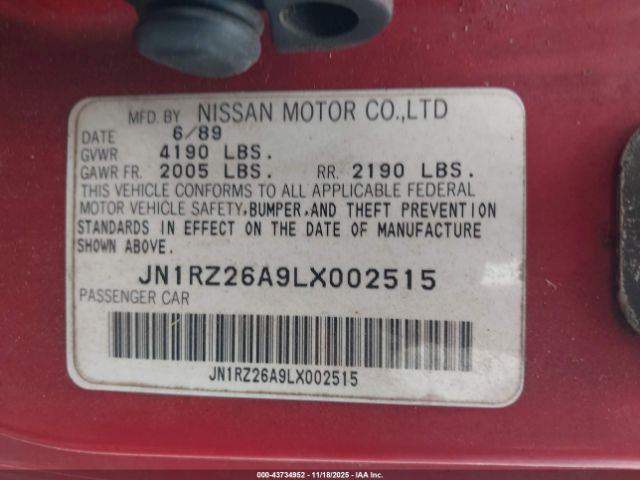 MFD. BY NISSAN MOTOR CO.,LTD
DATE 6/89
GVWR 4190 LBS.
GAWR FR. 2005 LBS. RR. 2190 LBS.
THIS VEHICLE CONFORMS TO ALL APPLICABLE FEDERAL
MOTOR VEHICLE SAFETY, BUMPER, AND THEFT PREVENTION
STANDARDS IN EFFECT ON THE DATE OF MANUFACTURE
SHOWN ABOVE.
JN1RZ26A9LX002515
PASSENGER CAR
JN1RZ26A9LX002515
000-43734952 — 11/18/2025 — IAA Inc.